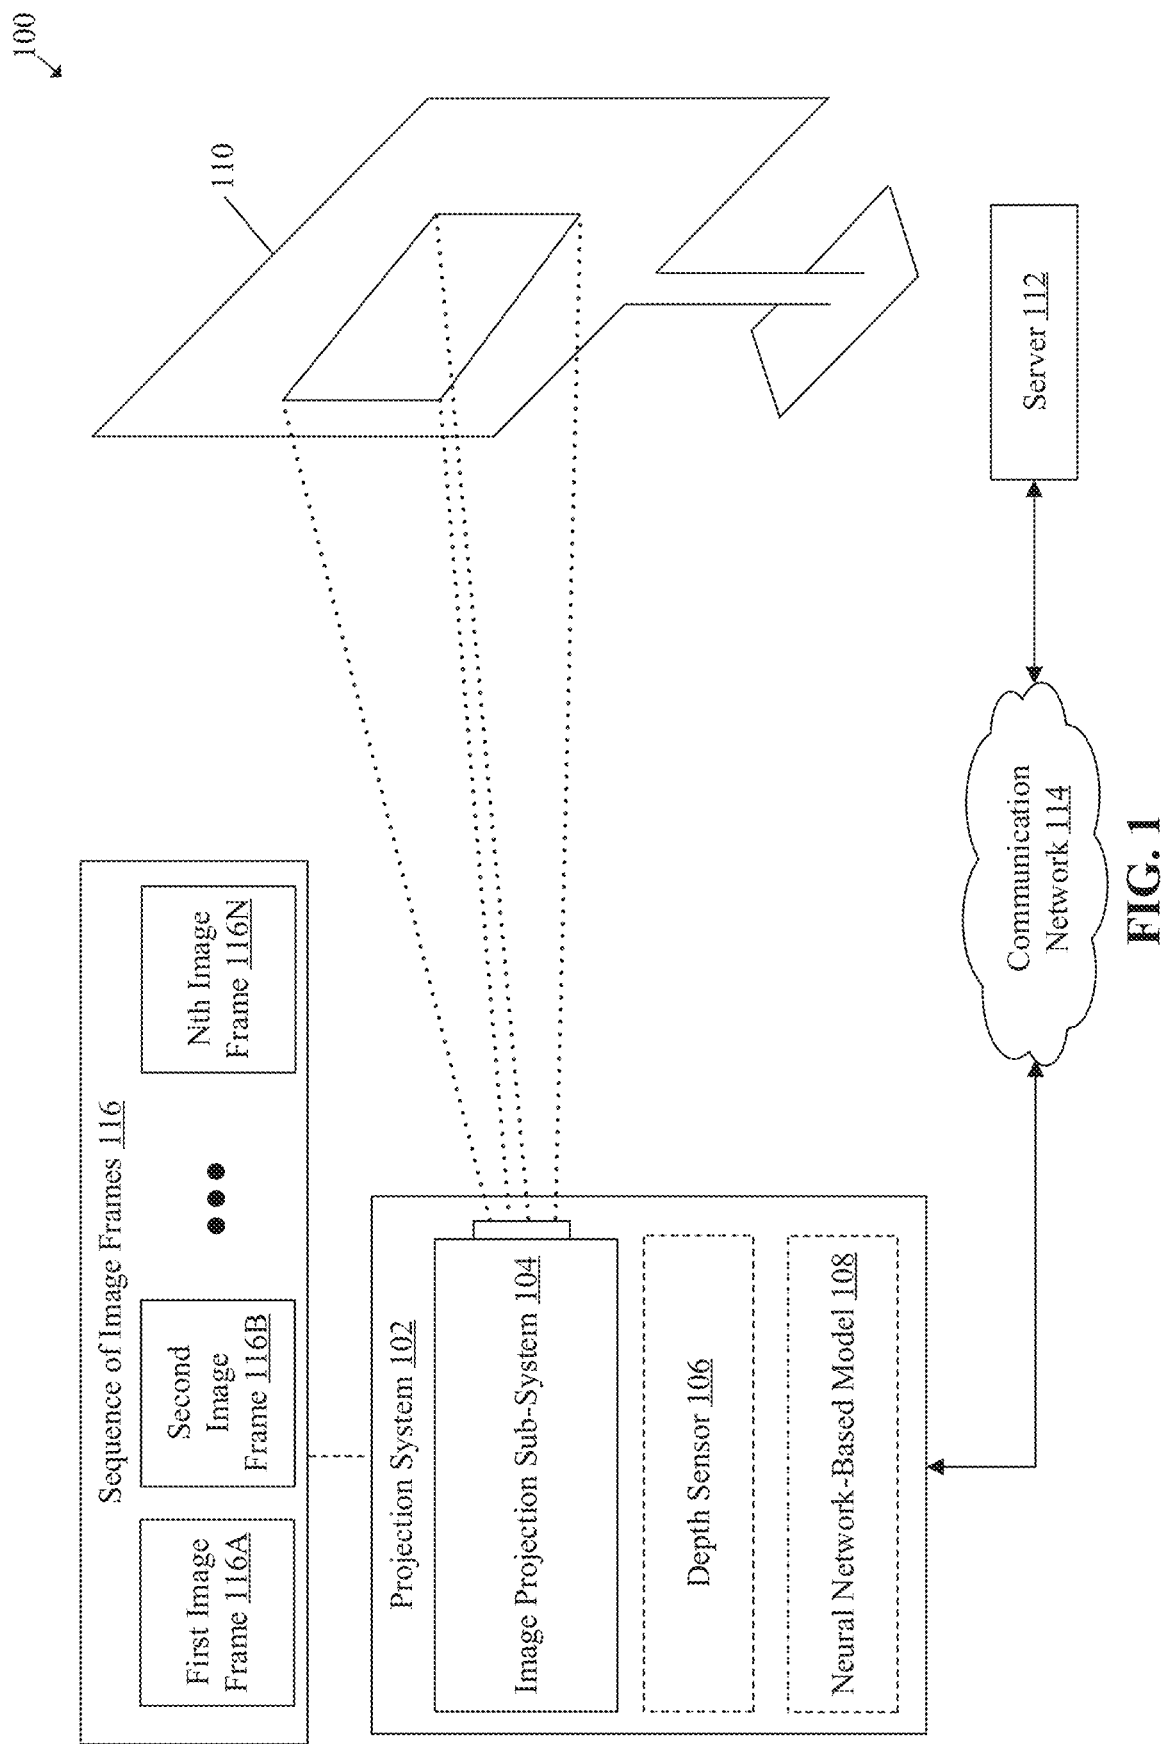 100
Sequence of Image Frames 116
First Image
Frame 116A
Second
Image
Frame 116B
Nth Image
Frame 116N
110
Projection System 102
Image Projection Sub-System 104
Depth Sensor 106
Neural Network-Based Model 108
Communication
Network 114
Server 112
FIG. 1